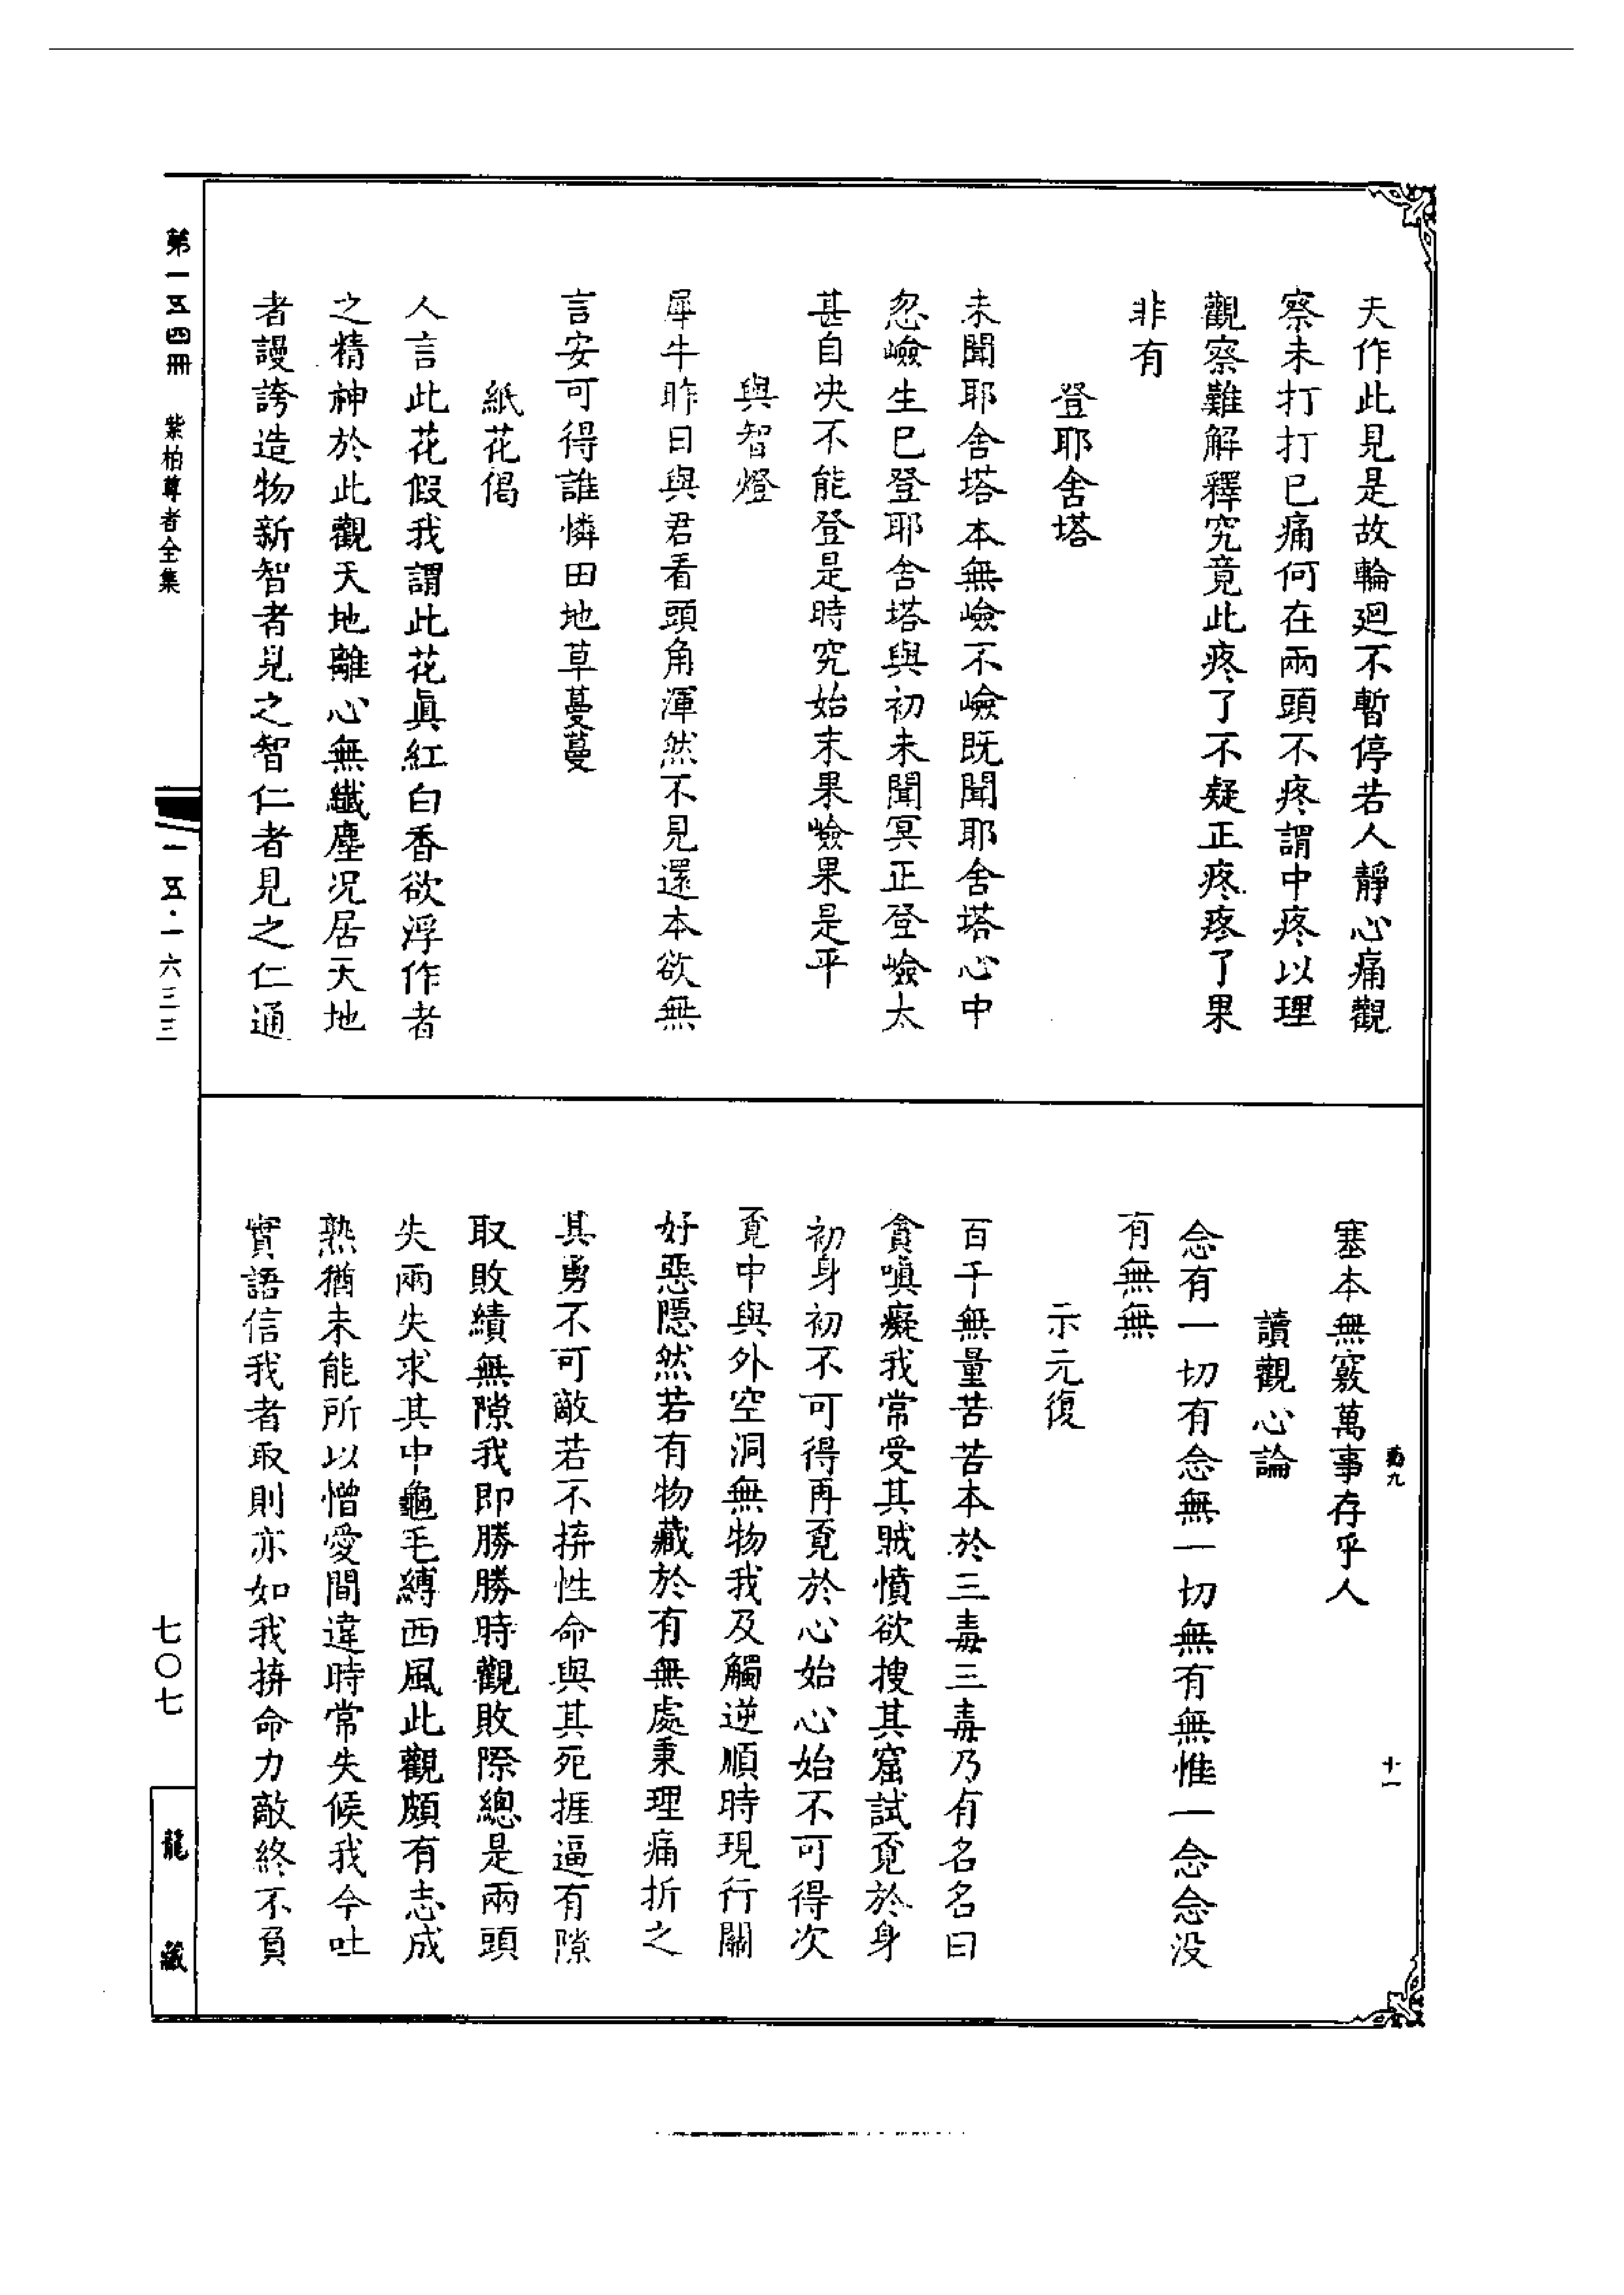 天作此見是故輪廻不暫停若人靜心痛觀
察未打打已痛何在兩頭不疼謂中疼以理
觀察難解釋究竟此疼了不疑正疼疼了果
非有
登耶舍塔
未聞耶舍塔本無嶮不嶮既聞耶舍塔心中
忽嶮生已登耶舍塔與初未聞冥正登嶮太
甚自决不能登是時究始末果嶮果是平
與智燈
犀牛昨日與君看頭角渾然不見還本欲無
言安可得誰憐田地草蔓蔓
紙花偈
人言此花假我謂此花眞紅白香欲浮作者
之精神於此觀天地離心無纖塵况居天地
者謾誇造物新智者見之智仁者見之仁通
塞本無竅萬事存乎人
讀觀心論
念有一切有念無一切無有無惟一念念没
有無無
示元復
百千無量苦苦本於三毒三毒乃有名名曰
貪嗔癡我常受其賊憤欲搜其窟試覓於身
初身初不可得再覓於心始心始不可得次
覓中與外空洞無物我及觸逆順時現行關
好惡隱然若有物藏於有無處秉理痛折之
其勇不可敵若不拚性命與其死捱逼有隙
取敗績無隙我即勝勝時觀敗際總是兩頭
失兩失求其中龜毛縛西風此觀頗有志成
熟猶未能所以憎愛間違時常失候我今吐
實語信我者取則亦如我拚命力敵終不負
九
十一
第一五四冊 紫柏尊者全集
一五·一六三三
七〇七
龍藏